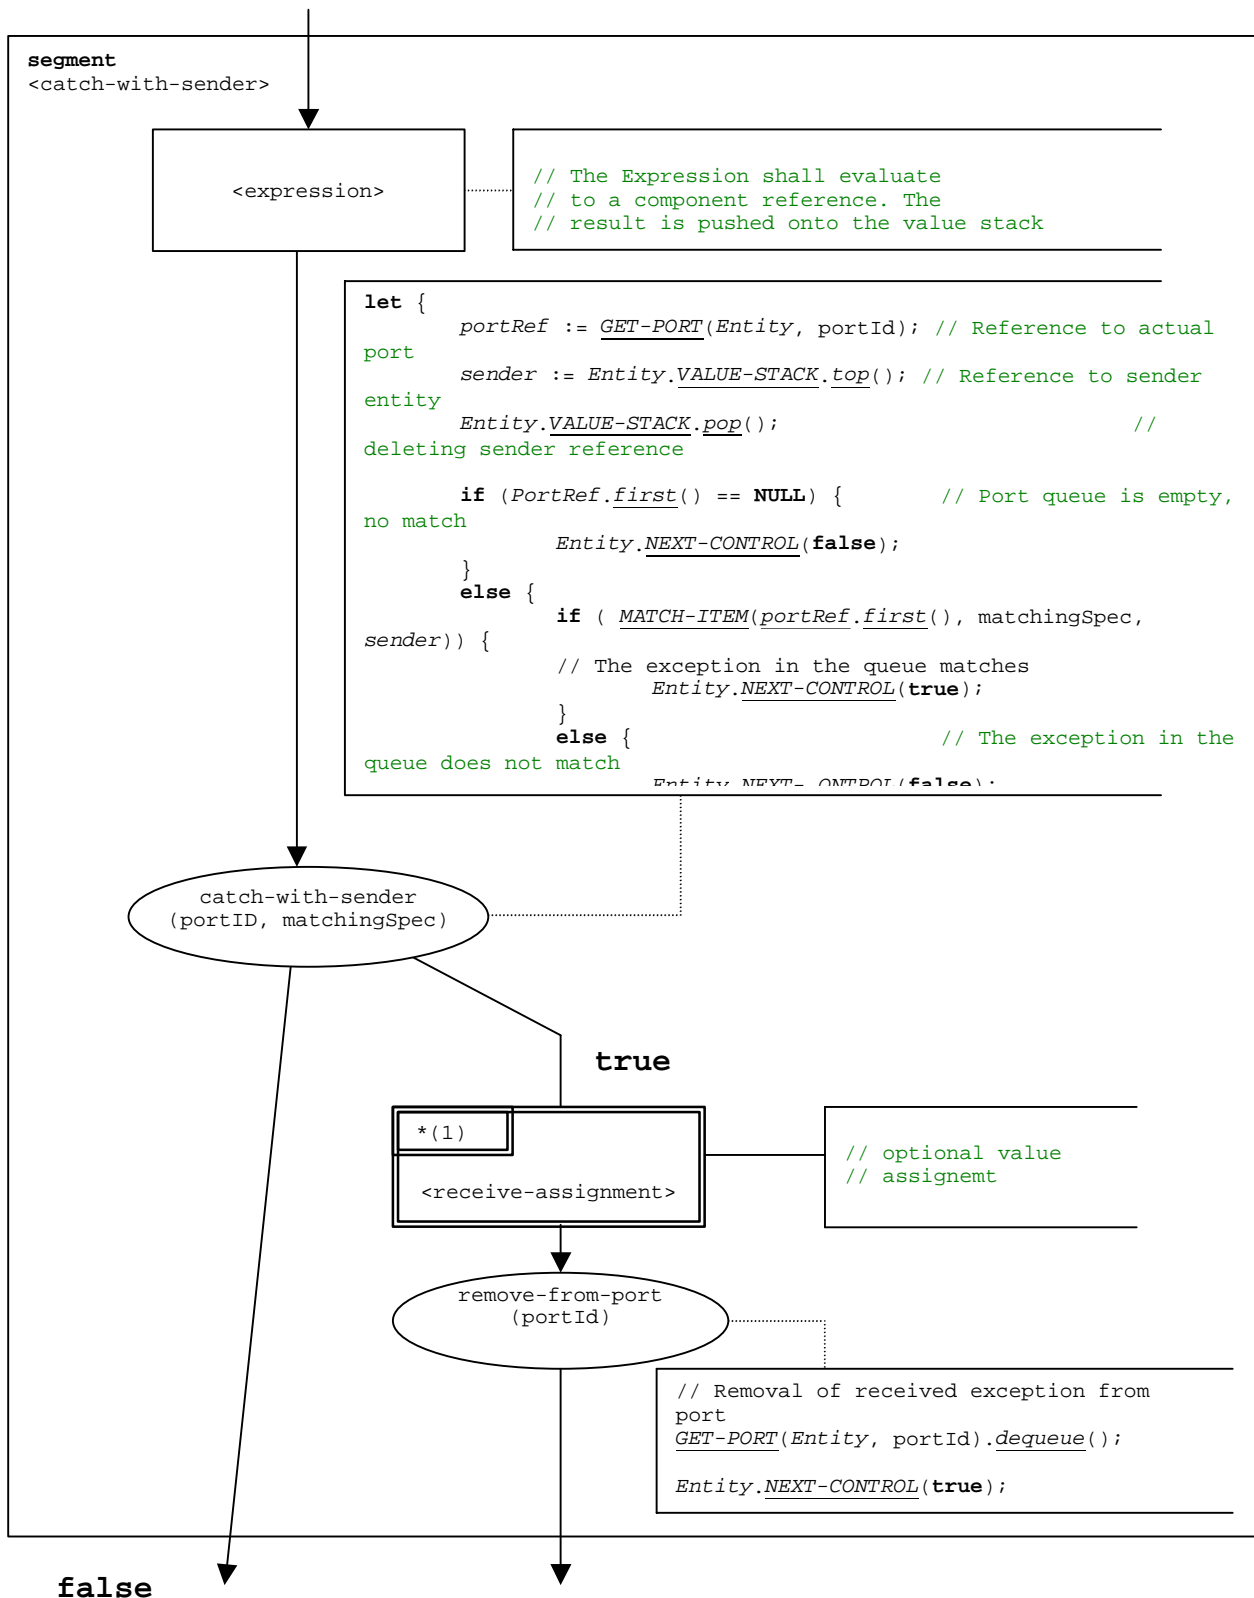 segment
<catch-with-sender>
<expression>
// The Expression shall evaluate
// to a component reference. The
// result is pushed onto the value stack
let {
portRef := GET-PORT(Entity, portId); // Reference to actual
port
sender := Entity.VALUE-STACK.top(); // Reference to sender
entity
Entity.VALUE-STACK.pop(); //
deleting sender reference
if (PortRef.first() == NULL) { // Port queue is empty,
no match
Entity.NEXT-CONTROL(false);
}
else {
if ( MATCH-ITEM(portRef.first(), matchingSpec,
sender)) {
// The exception in the queue matches
Entity.NEXT-CONTROL(true);
}
else { // The exception in the
queue does not match
Entity.NEXT- ONTROL(false);
catch-with-sender
(portID, matchingSpec)
true
*(1)
<receive-assignment>
// optional value
// assignemt
remove-from-port
(portId)
// Removal of received exception from
port
GET-PORT(Entity, portId).dequeue();
Entity.NEXT-CONTROL(true);
false